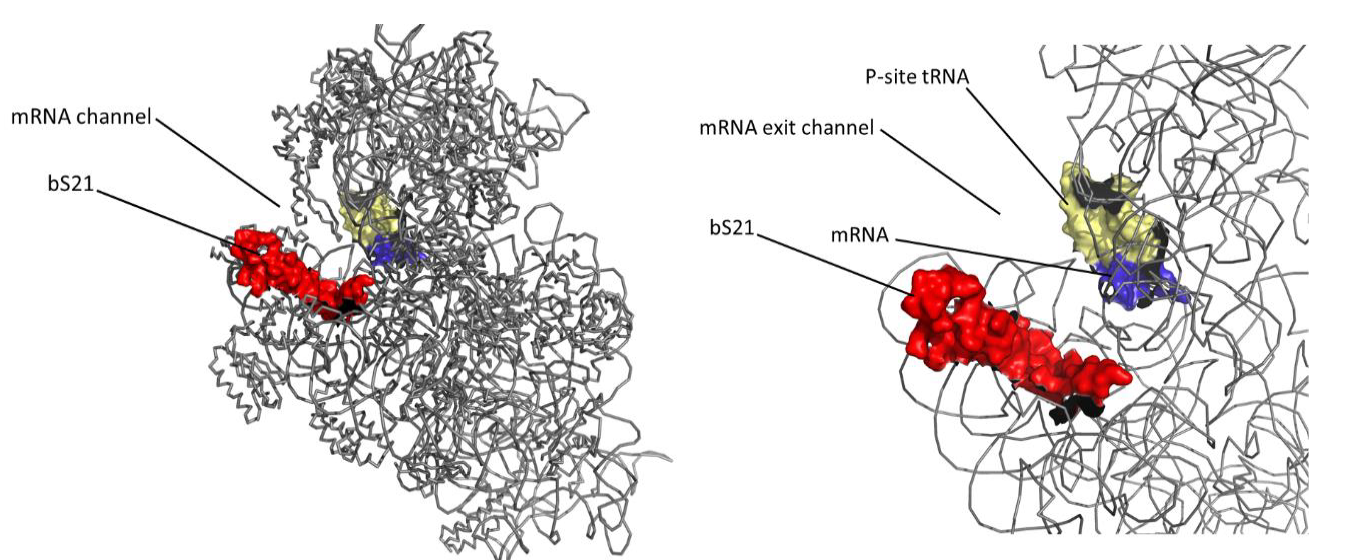 mRNA channel
bS21
P-site tRNA
mRNA exit channel
bS21
mRNA